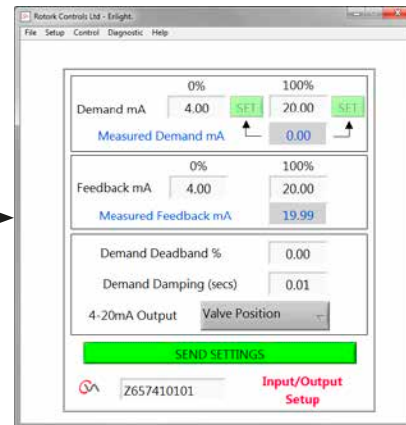 Rotork Controls Ltd - Enlight.
File Setup Control Diagnostic Help
0% 100%
Demand mA 4.00 SET 20.00 SET
Measured Demand mA 0.00
0% 100%
Feedback mA 4.00 20.00
Measured Feedback mA 19.99
Demand Deadband % 0.00
Demand Damping (secs) 0.01
4-20mA Output Valve Position
SEND SETTINGS
Z657410101
Input/Output
Setup